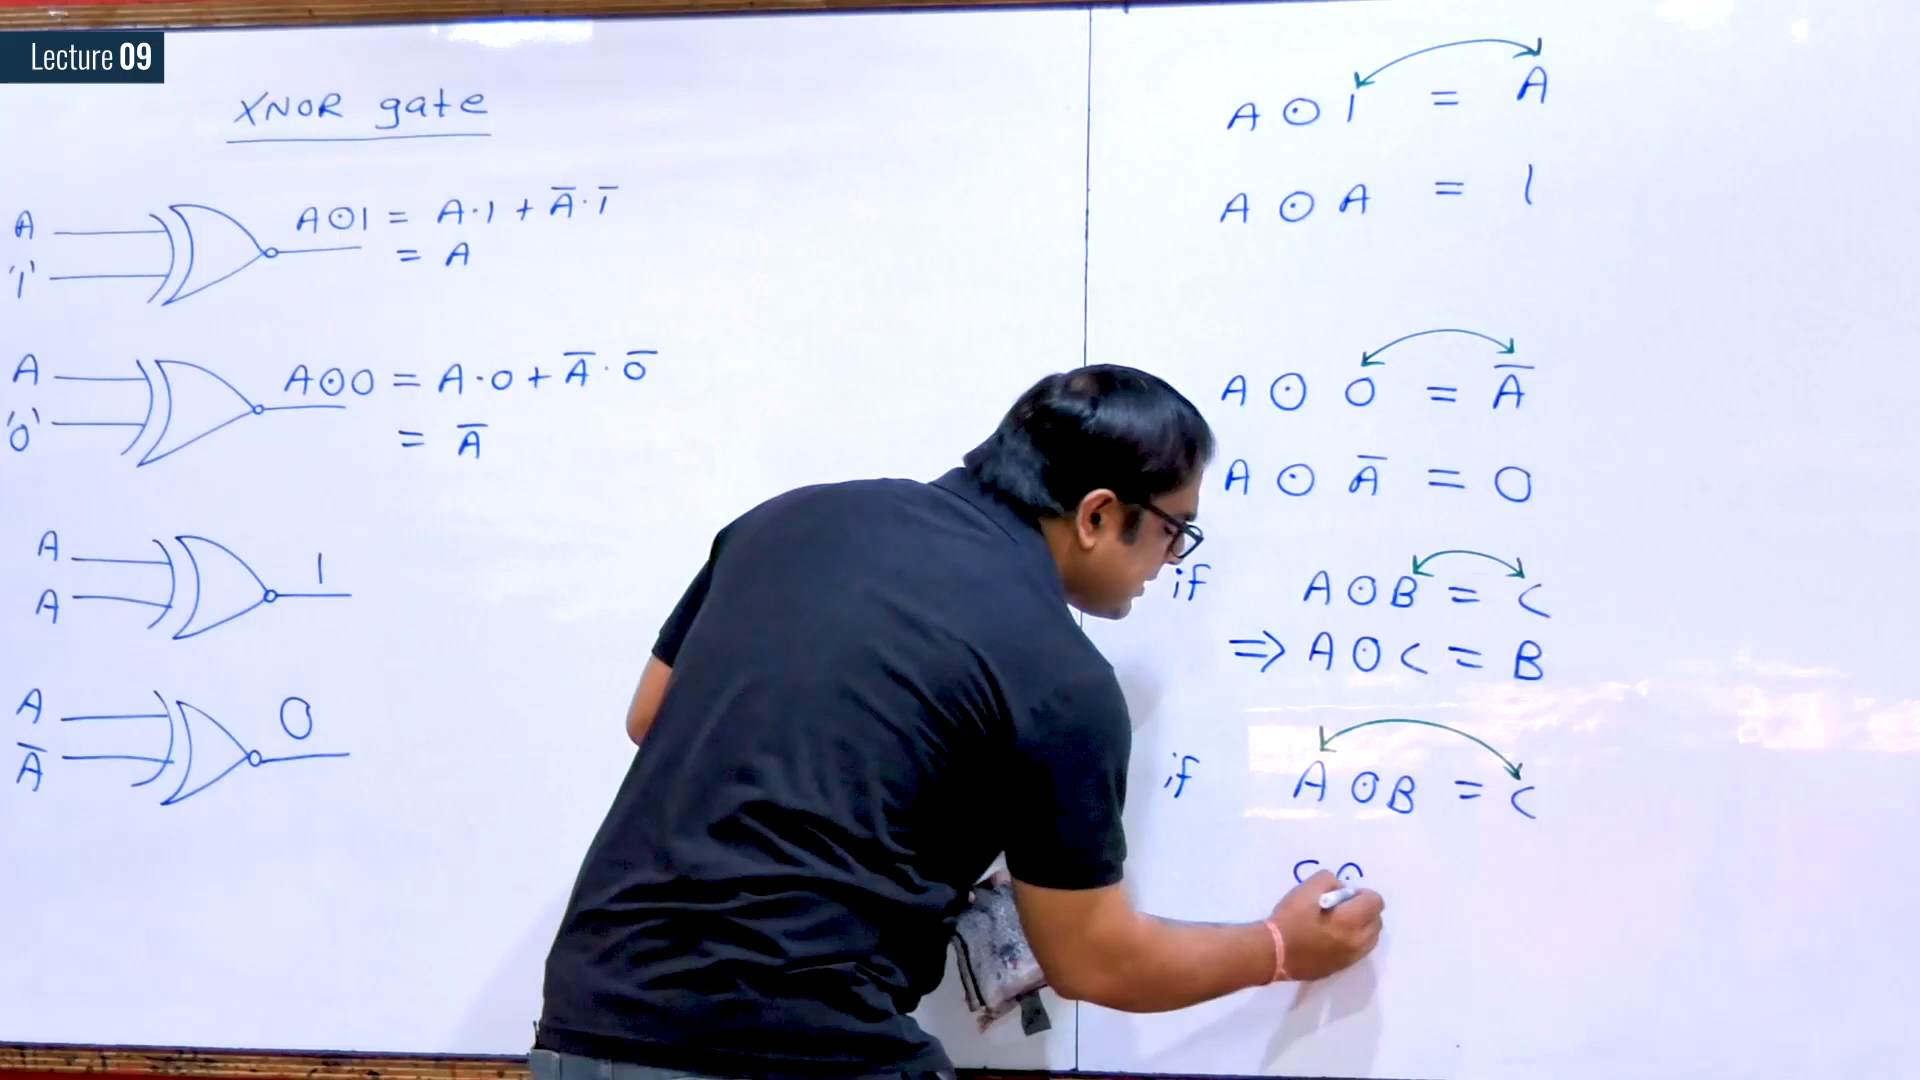 Lecture 09
XNOR gate
A
'1'
A⊙1 = A·1 + A̅·1̅
= A
A
'0'
A⊙0 = A·0 + A̅·0̅
= A̅
A
A
1
A
A̅
0
A ⊙ 1 = A
A ⊙ A = 1
A ⊙ 0 = A̅
A ⊙ A̅ = 0
if A⊙B = C
⇒ A⊙C = B
if A⊙B = C
C⊙